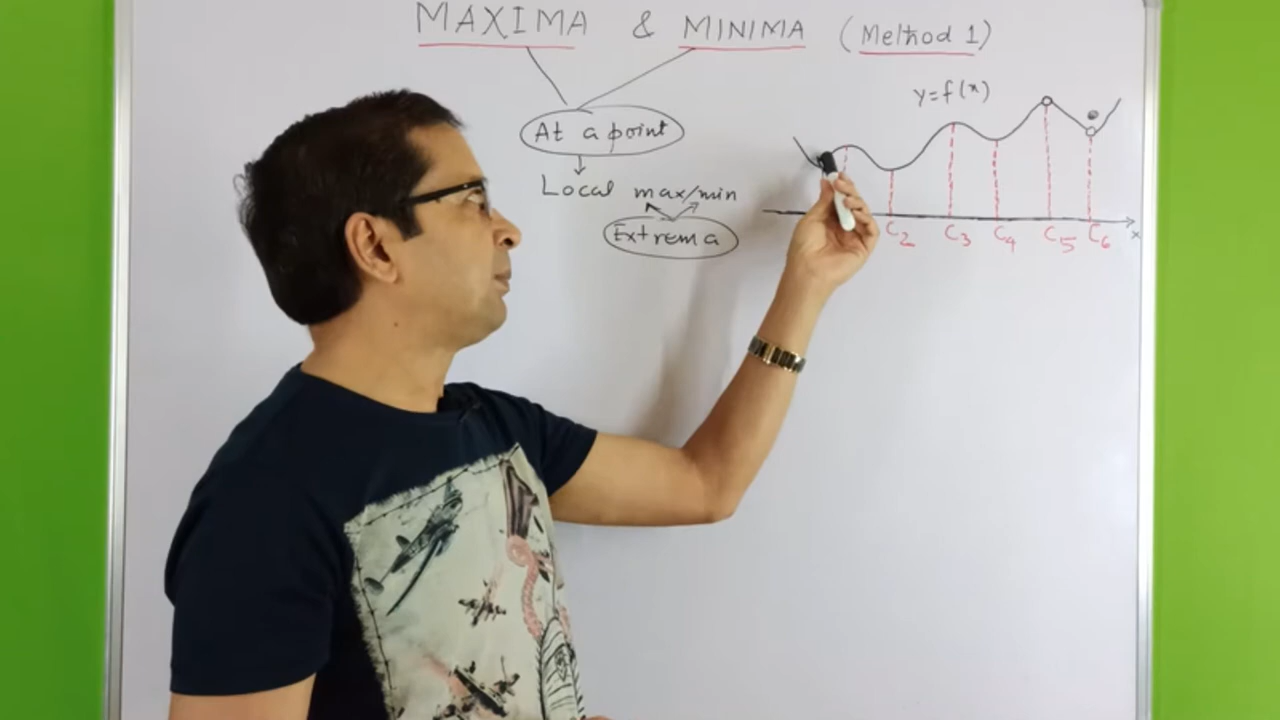 MAXIMA & MINIMA (Method 1)
y=f(x)
At a point
Local max/min
Extrema
C2 C3 C4 C5 C6 x